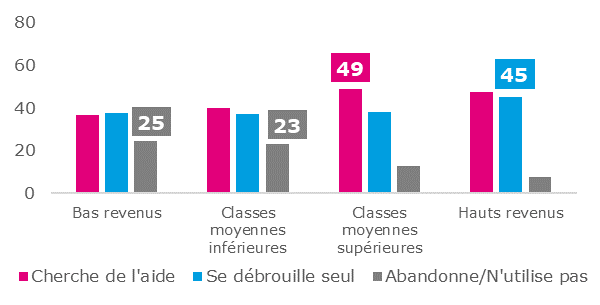 80
60
40
20
0
25
23
49
45
Bas revenus
Classes
moyennes
inférieures
Classes
moyennes
supérieures
Hauts revenus
Cherche de l'aide
Se débrouille seul
Abandonne/N'utilise pas